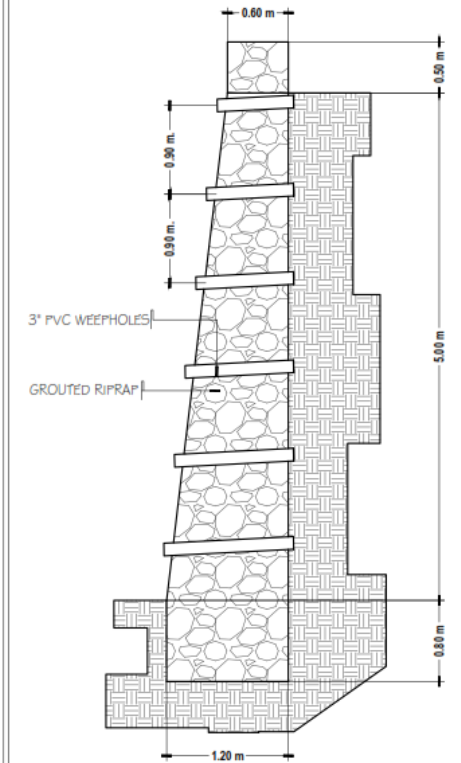 0.60 m
0.50 m
0.90 m.
0.90 m.
3" PVC WEEPHOLES
GROUTED RIPRAP
5.00 m
0.80 m
1.20 m